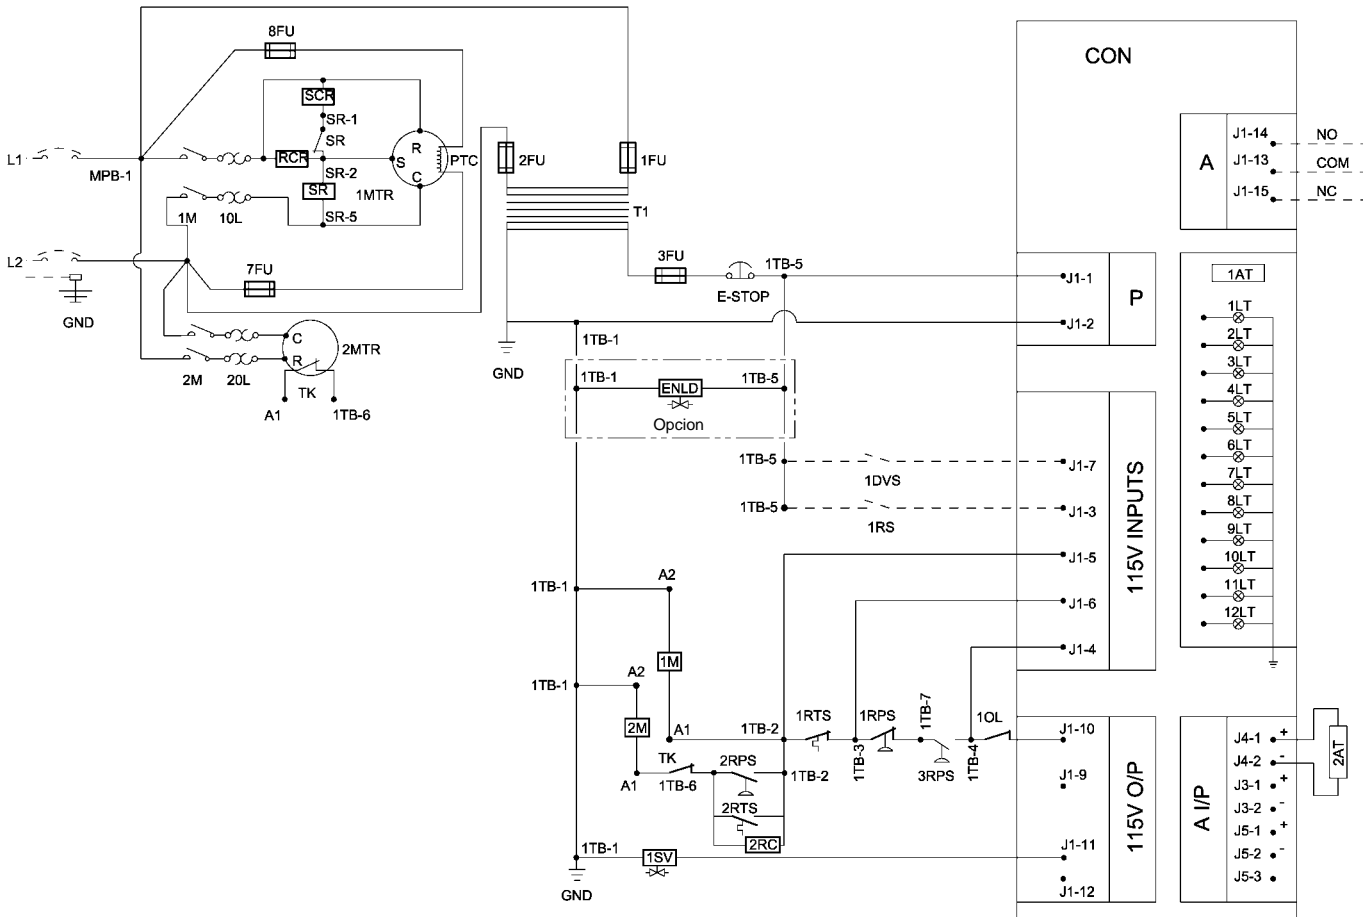 8FU
CON
SCR
SR-1
SR
R
PTC
2FU
1FU
J1-14
NO
J1-13
COM
A
J1-15
NC
L1
MPB-1
RCR
S
SR-2
SR
C
1MTR
SR-5
T1
1M
10L
L2
7FU
3FU
1TB-5
E-STOP
J1-1
P
J1-2
1AT
GND
GND
1TB-1
C
R
2MTR
2M
20L
TK
A1
1TB-6
1TB-1
ENLD
1TB-5
Opcion
1LT
2LT
3LT
4LT
5LT
6LT
7LT
8LT
9LT
10LT
11LT
12LT
1TB-5
1DVS
J1-7
1TB-5
1RS
J1-3
J1-5
J1-6
J1-4
115V INPUTS
1TB-1
A2
1M
A1
1TB-1
A2
2M
A1
TK
1TB-6
1TB-2
1TB-2
2RPS
2RTS
2RC
1RTS
1TB-3
1RPS
1TB-7
3RPS
1TB-4
1OL
J1-10
J1-9
J1-11
J1-12
115V O/P
1TB-1
1SV
GND
A I/P
J4-1 +
J4-2 -
J3-1 +
J3-2 -
J5-1 +
J5-2 -
J5-3
2AT